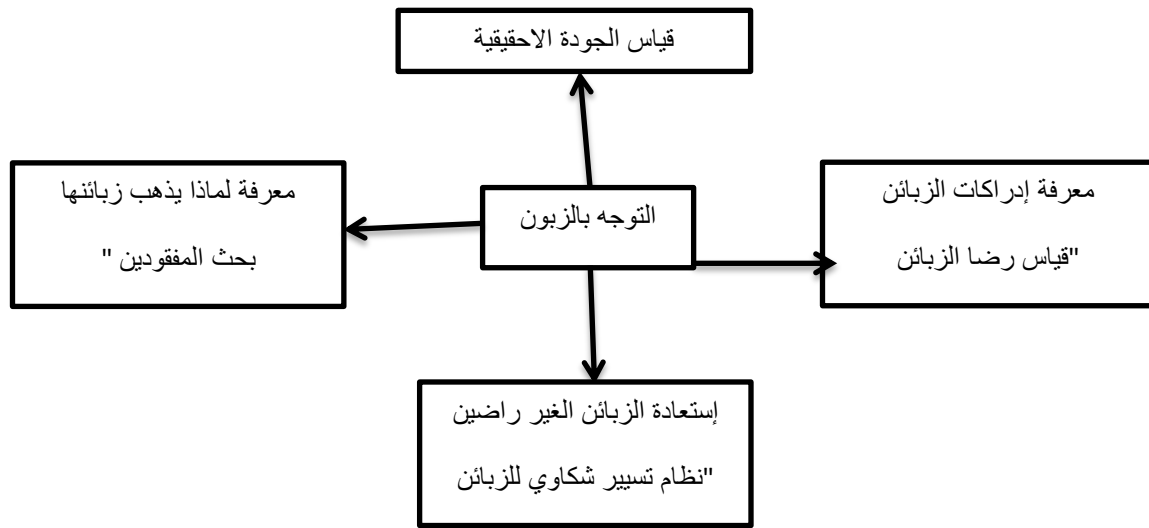 قياس الجودة الاحقيقية
معرفة إدراكات الزبائن
"قياس رضا الزبائن
التوجه بالزبون
معرفة لماذا يذهب زبائنها
بحث المفقودين "
إستعادة الزبائن الغير راضين
"نظام تسيير شكاوي للزبائن